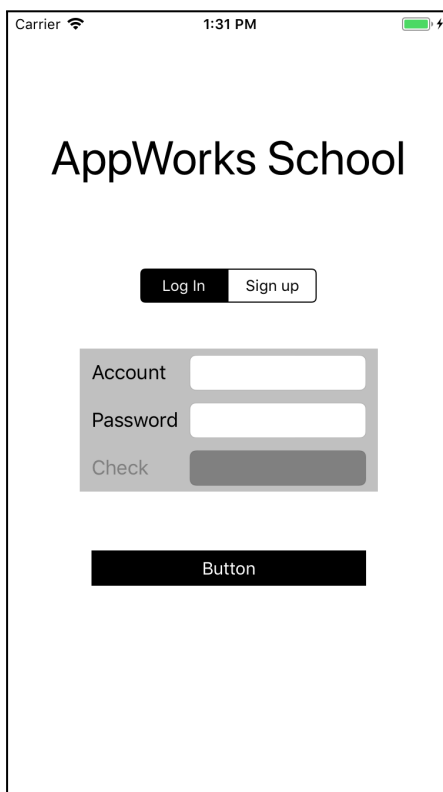 Carrier 1:31 PM
AppWorks School
Log In Sign up
Account
Password
Check
Button